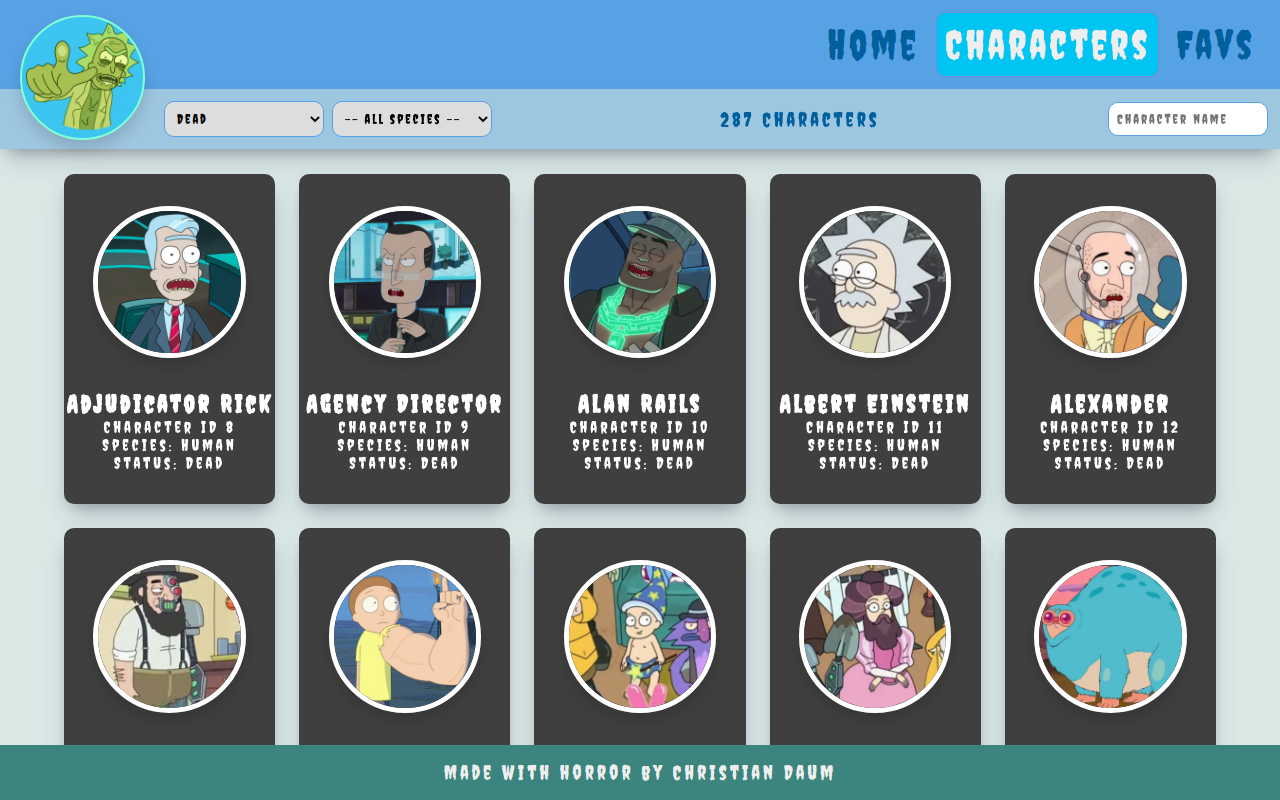 HOME CHARACTERS FAVS
DEAD -- ALL SPECIES -- 287 CHARACTERS CHARACTER NAME
ADJUDICATOR RICK
CHARACTER ID 8
SPECIES: HUMAN
STATUS: DEAD
AGENCY DIRECTOR
CHARACTER ID 9
SPECIES: HUMAN
STATUS: DEAD
ALAN RAILS
CHARACTER ID 10
SPECIES: HUMAN
STATUS: DEAD
ALBERT EINSTEIN
CHARACTER ID 11
SPECIES: HUMAN
STATUS: DEAD
ALEXANDER
CHARACTER ID 12
SPECIES: HUMAN
STATUS: DEAD
MADE WITH HORROR BY CHRISTIAN DAUM